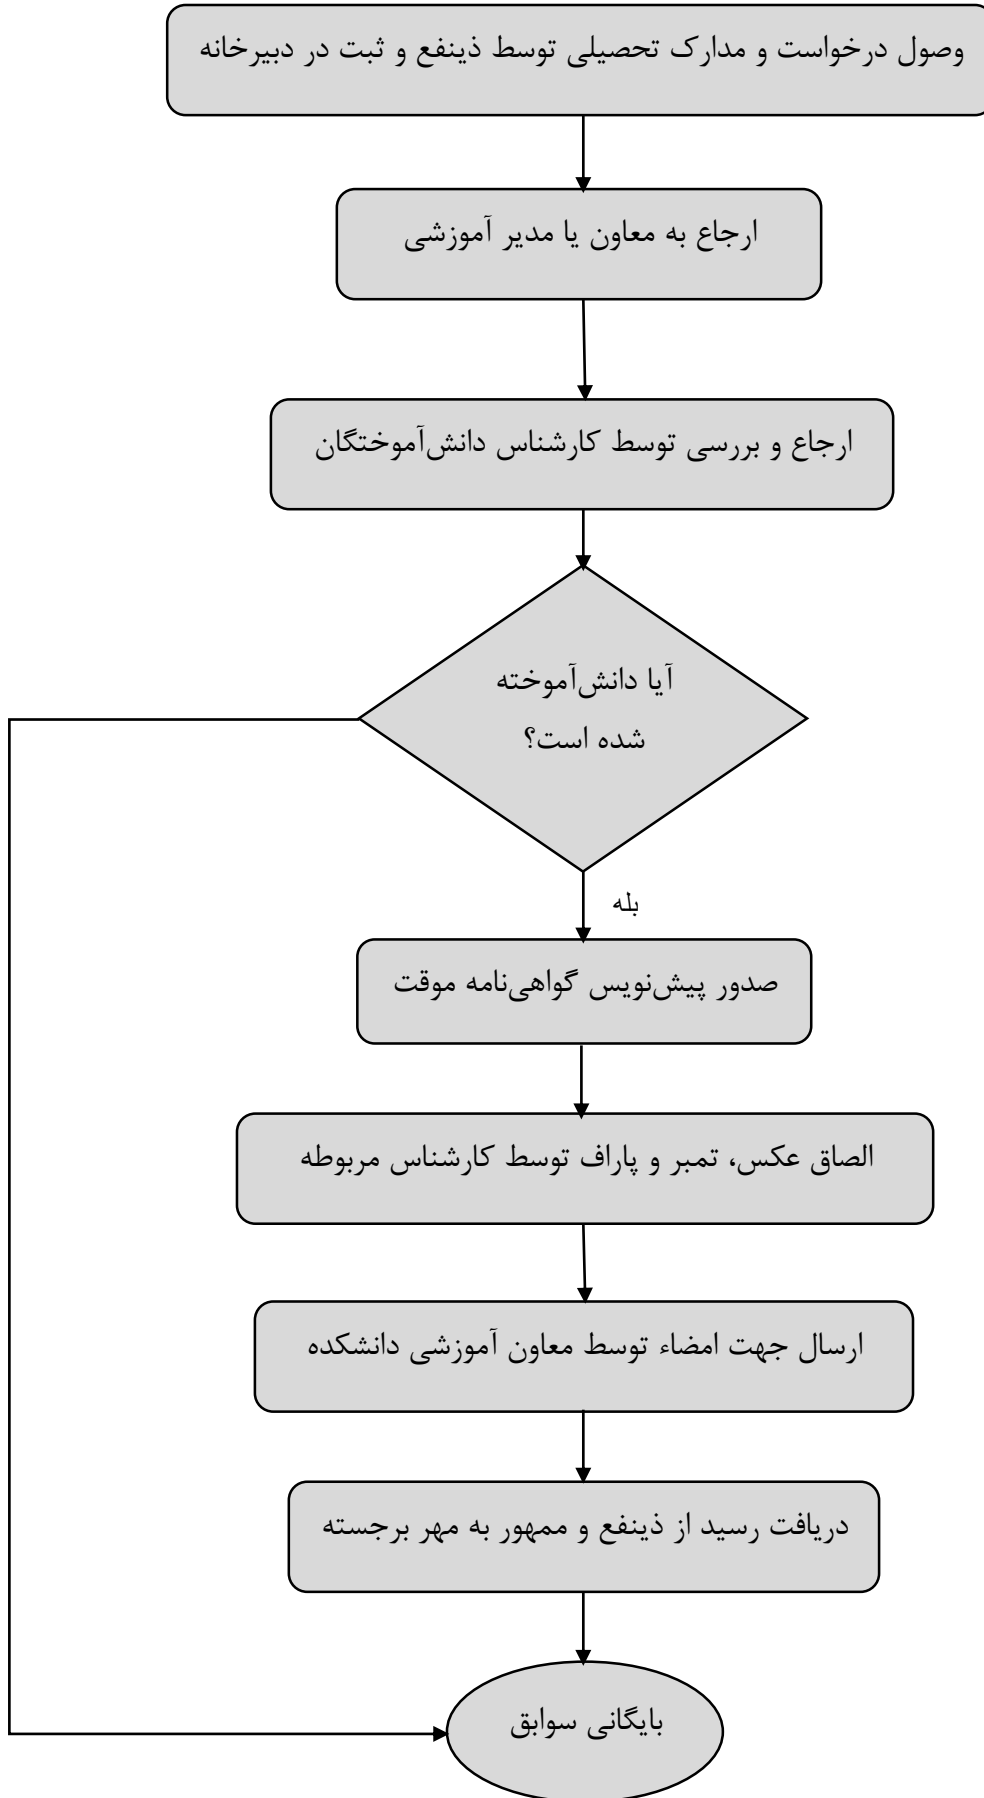 وصول درخواست و مدارک تحصیلی توسط ذینفع و ثبت در دبیرخانه
ارجاع به معاون یا مدیر آموزشی
ارجاع و بررسی توسط کارشناس دانش‌آموختگان
آیا دانش‌آموخته
شده است؟
بله
صدور پیش‌نویس گواهی‌نامه موقت
الصاق عکس، تمبر و پاراف توسط کارشناس مربوطه
ارسال جهت امضاء توسط معاون آموزشی دانشکده
دریافت رسید از ذینفع و ممهور به مهر برجسته
بایگانی سوابق